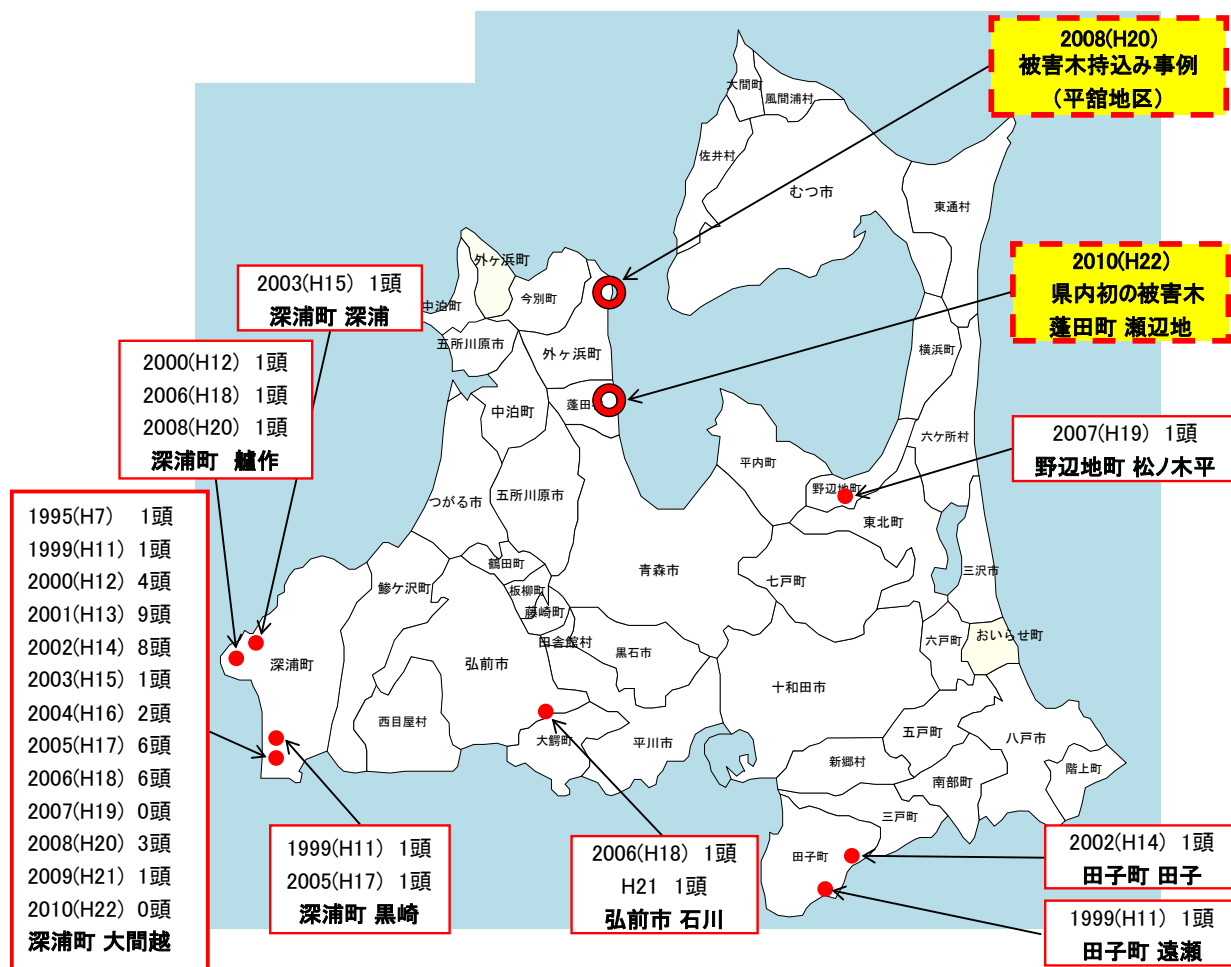 2008(H20)
被害木持込み事例
(平舘地区)
2010(H22)
県内初の被害木
蓬田町 瀬辺地
2003(H15) 1頭
深浦町 深浦
2000(H12) 1頭
2006(H18) 1頭
2008(H20) 1頭
深浦町 艫作
1995(H7) 1頭
1999(H11) 1頭
2000(H12) 4頭
2001(H13) 9頭
2002(H14) 8頭
2003(H15) 1頭
2004(H16) 2頭
2005(H17) 6頭
2006(H18) 6頭
2007(H19) 0頭
2008(H20) 3頭
2009(H21) 1頭
2010(H22) 0頭
深浦町 大間越
1999(H11) 1頭
2005(H17) 1頭
深浦町 黒崎
2006(H18) 1頭
H21 1頭
弘前市 石川
2007(H19) 1頭
野辺地町 松ノ木平
2002(H14) 1頭
田子町 田子
1999(H11) 1頭
田子町 遠瀬
大間町
風間浦村
佐井村
むつ市
東通村
外ヶ浜町
今別町
中泊町
五所川原市
外ヶ浜町
蓬田
中泊町
横浜町
六ケ所村
平内町
野辺地町
東北町
つがる市
五所川原市
青森市
七戸町
三沢市
鶴田町
板柳町
藤崎町
田舎館村
鯵ケ沢町
黒石市
六戸町
おいらせ町
深浦町
弘前市
十和田市
西目屋村
大鰐町
平川市
五戸町
八戸市
新郷村
南部町
階上町
三戸町
田子町